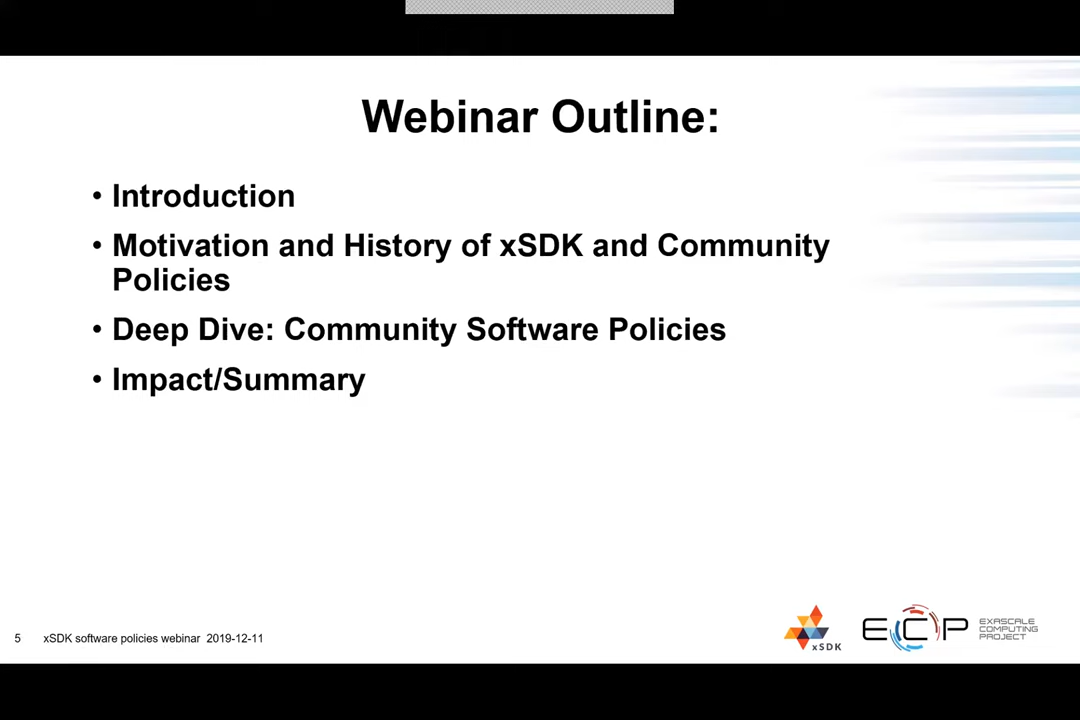 Webinar Outline:
• Introduction
• Motivation and History of xSDK and Community
Policies
• Deep Dive: Community Software Policies
• Impact/Summary
5 xSDK software policies webinar 2019-12-11
xSDK
ECP
EXASCALE
COMPUTING
PROJECT